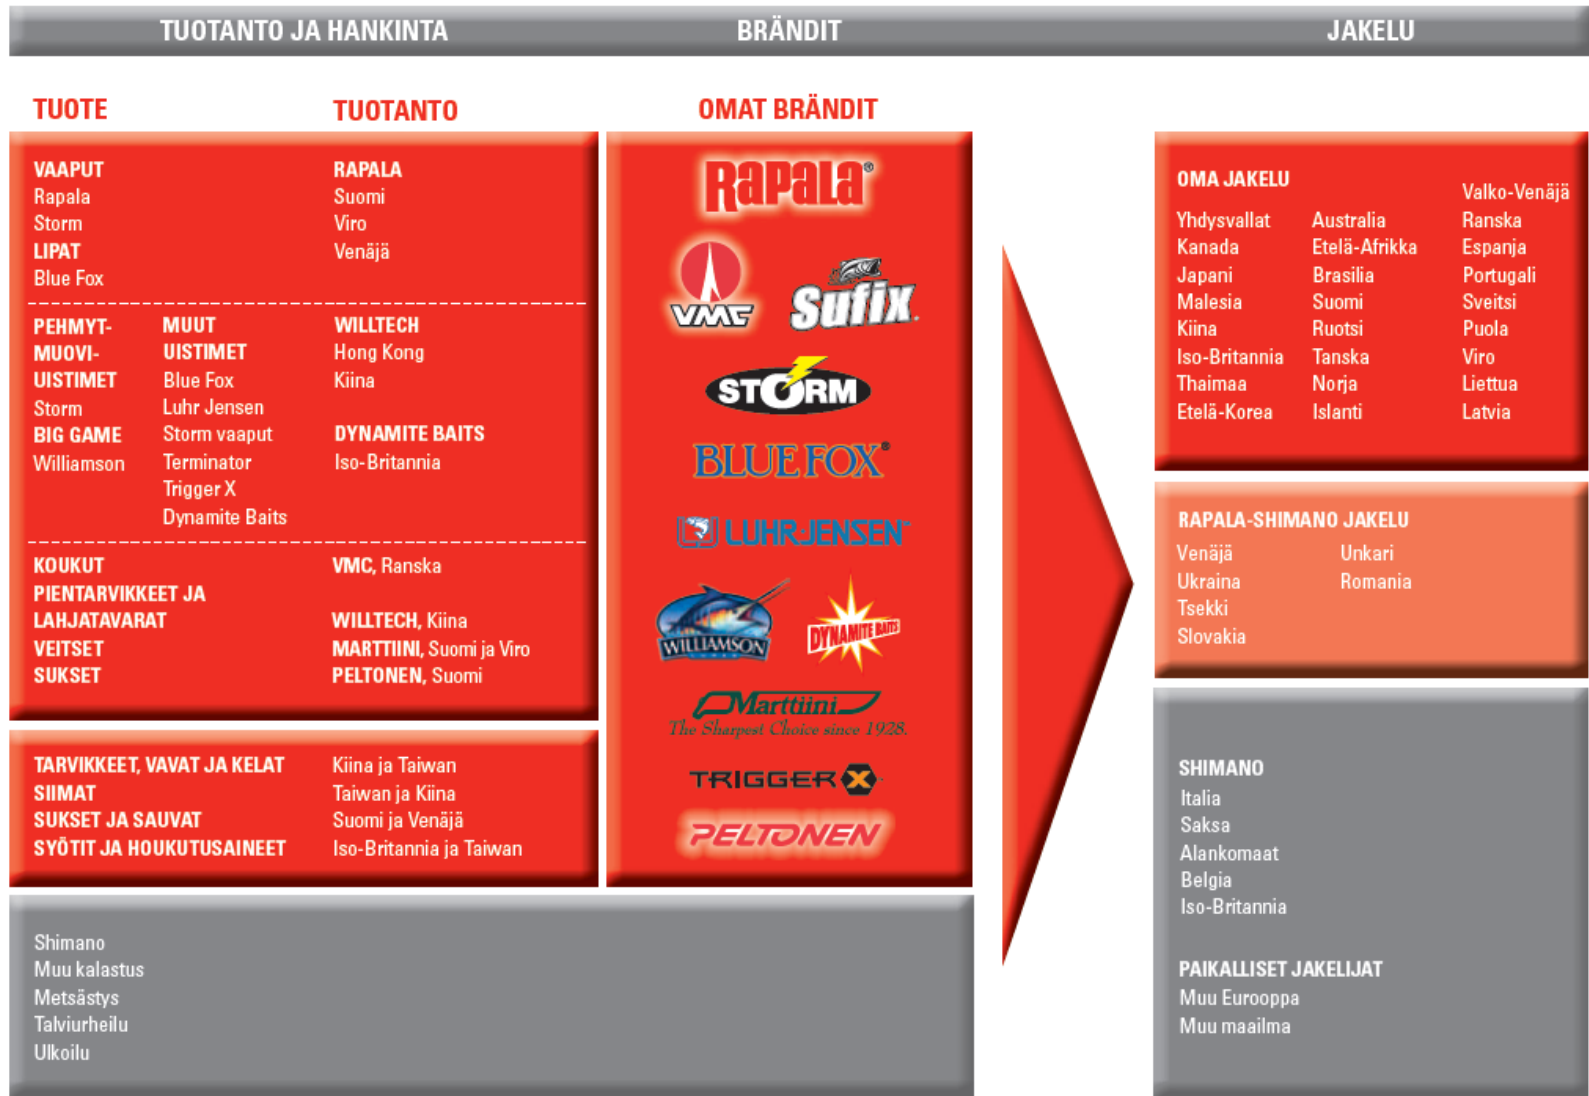 TUOTANTO JA HANKINTA
BRÄNDIT
JAKELU
TUOTE
TUOTANTO
OMAT BRÄNDIT
VAAPUT
Rapala
Storm
LIPAT
Blue Fox
RAPALA
Suomi
Viro
Venäjä
PEHMYT-
MUOVI-
UISTIMET
Storm
BIG GAME
Williamson
MUUT
UISTIMET
Blue Fox
Luhr Jensen
Storm vaaput
Terminator
Trigger X
Dynamite Baits
WILLTECH
Hong Kong
Kiina
DYNAMITE BAITS
Iso-Britannia
KOUKUT
VMC, Ranska
PIENTARVIKKEET JA
LAHJATAVARAT
WILLTECH, Kiina
VEITSET
MARTTIINI, Suomi ja Viro
SUKSET
PELTONEN, Suomi
TARVIKKEET, VAVAT JA KELAT
Kiina ja Taiwan
SIIMAT
Taiwan ja Kiina
SUKSET JA SAUVAT
Suomi ja Venäjä
SYÖTIT JA HOUKUTUSAINEET
Iso-Britannia ja Taiwan
Shimano
Muu kalastus
Metsästys
Talviurheilu
Ulkoilu
Rapala®
VMC
Sufix
STORM
BLUE FOX®
LUHR-JENSEN™
WILLIAMSON
DYNAMITE BAITS
Marttiini
The Sharpest Choice since 1928.
TRIGGER X
PELTONEN
OMA JAKELU
Yhdysvallat
Kanada
Japani
Malesia
Kiina
Iso-Britannia
Thaimaa
Etelä-Korea
Australia
Etelä-Afrikka
Brasilia
Suomi
Ruotsi
Tanska
Norja
Islanti
Valko-Venäjä
Ranska
Espanja
Portugali
Sveitsi
Puola
Viro
Liettua
Latvia
RAPALA-SHIMANO JAKELU
Venäjä
Ukraina
Tsekki
Slovakia
Unkari
Romania
SHIMANO
Italia
Saksa
Alankomaat
Belgia
Iso-Britannia
PAIKALLISET JAKELIJAT
Muu Eurooppa
Muu maailma